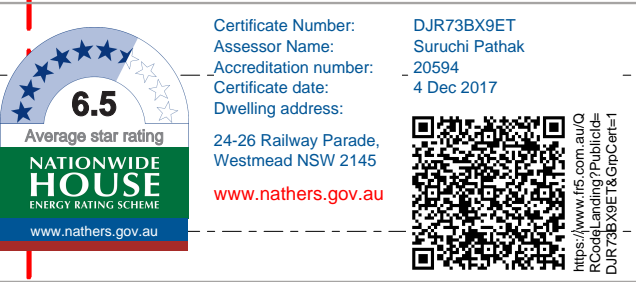 6.5
Average star rating
NATIONWIDE
HOUSE
ENERGY RATING SCHEME
www.nathers.gov.au
Certificate Number: DJR73BX9ET
Assessor Name: Suruchi Pathak
Accreditation number: 20594
Certificate date: 4 Dec 2017
Dwelling address:
24-26 Railway Parade,
Westmead NSW 2145
www.nathers.gov.au
https://www.fr5.com.au/Q
RCodeLanding?PublicId=
DJR73BX9ET&GrpCert=1